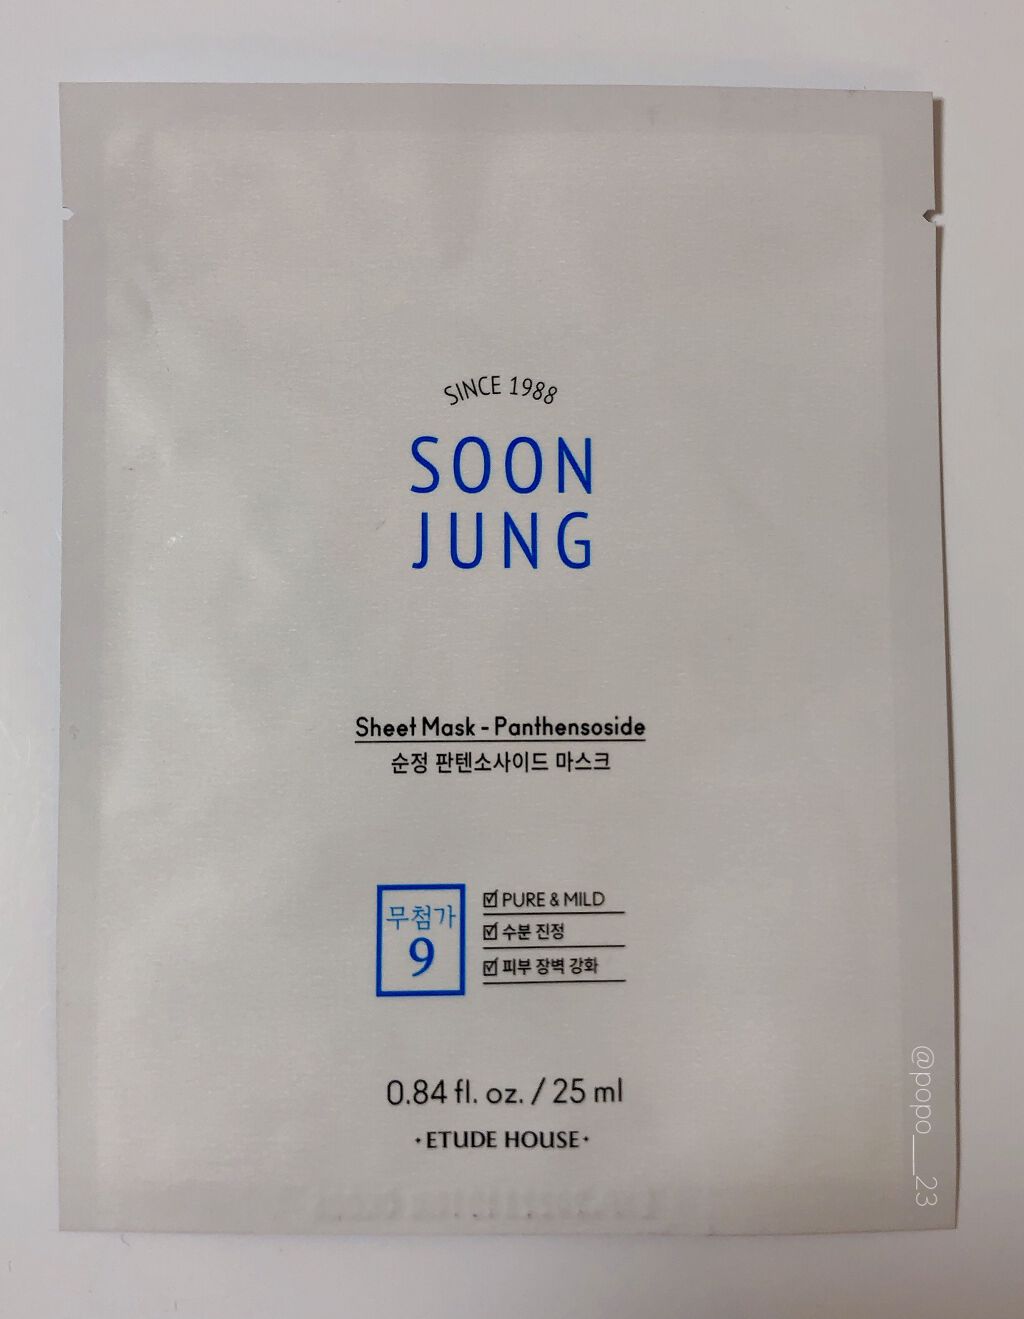 SINCE 1988
SOON
JUNG
Sheet Mask - Panthensoside
순정 판텐소사이드 마스크
무첨가
9
☑ PURE & MILD
☑ 수분 진정
☑ 피부 장벽 강화
0.84 fl. oz. / 25 ml
· ETUDE HOUSE ·
@popo___23